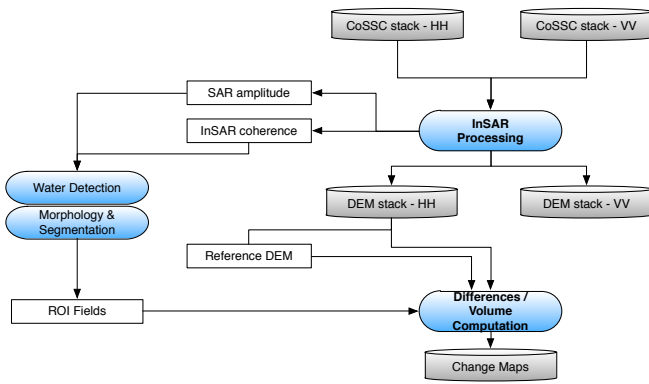 CoSSC stack - HH
CoSSC stack - VV
SAR amplitude
InSAR coherence
InSAR
Processing
Water Detection
Morphology &
Segmentation
DEM stack - HH
DEM stack - VV
Reference DEM
ROI Fields
Differences /
Volume
Computation
Change Maps